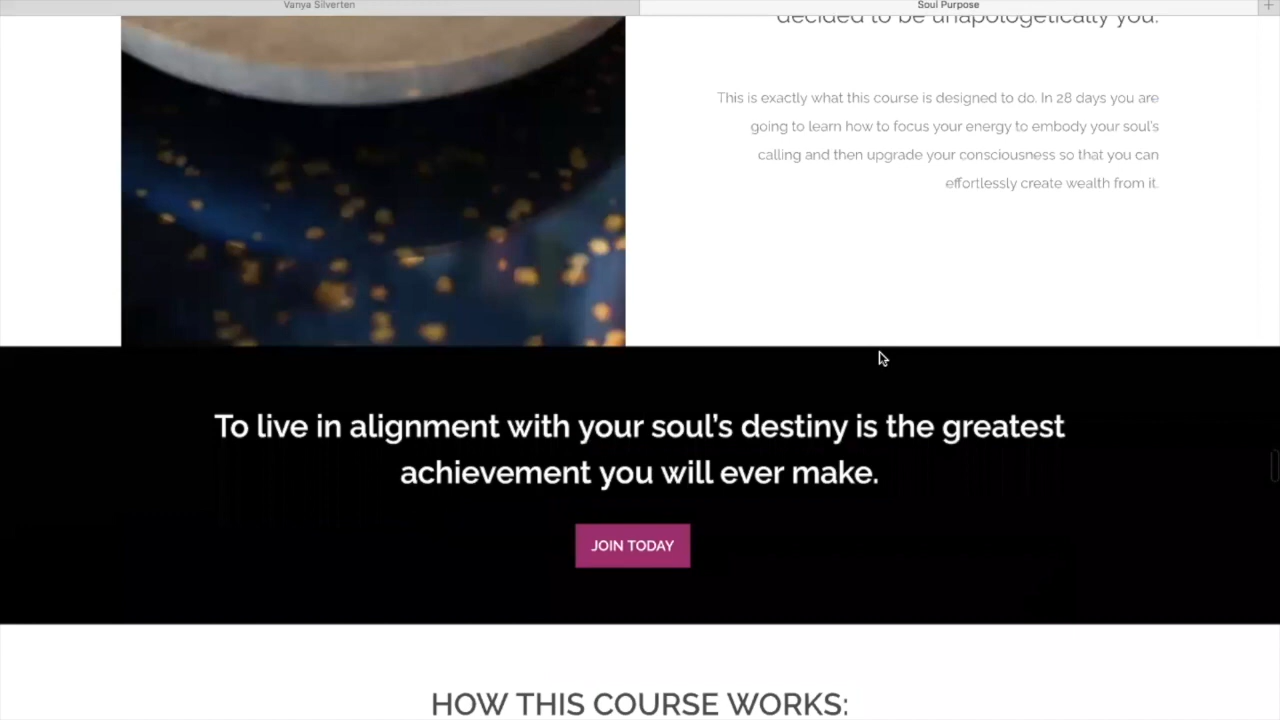 Vanya Silverten
Soul Purpose
decided to be unapologetically you.
This is exactly what this course is designed to do. In 28 days you are
going to learn how to focus your energy to embody your soul's
calling and then upgrade your consciousness so that you can
effortlessly create wealth from it.
To live in alignment with your soul's destiny is the greatest
achievement you will ever make.
JOIN TODAY
HOW THIS COURSE WORKS: